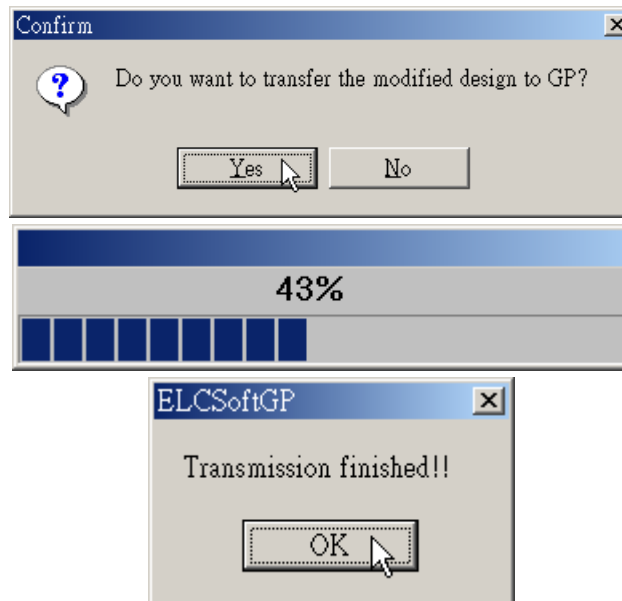 Confirm
Do you want to transfer the modified design to GP?
Yes No
43%
ELCSoftGP
Transmission finished!!
OK